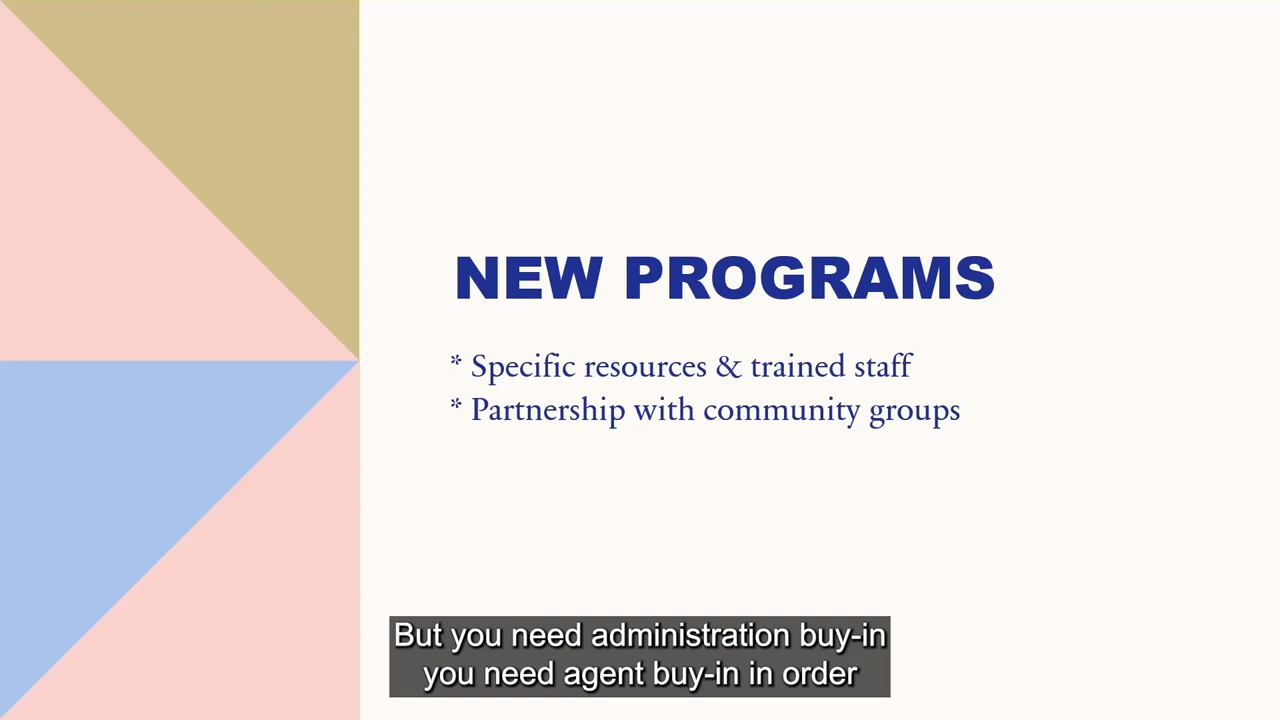 NEW PROGRAMS
* Specific resources & trained staff
* Partnership with community groups
But you need administration buy-in
you need agent buy-in in order